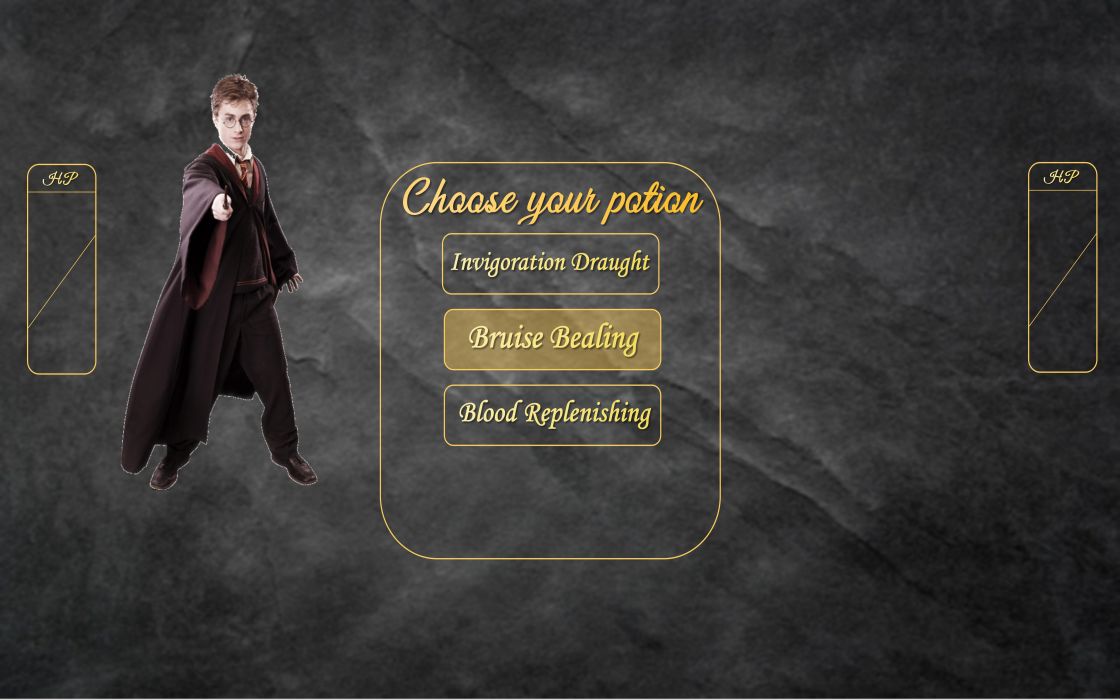 HP
HP
Choose your potion
Invigoration Draught
Bruise Bealing
Blood Replenishing